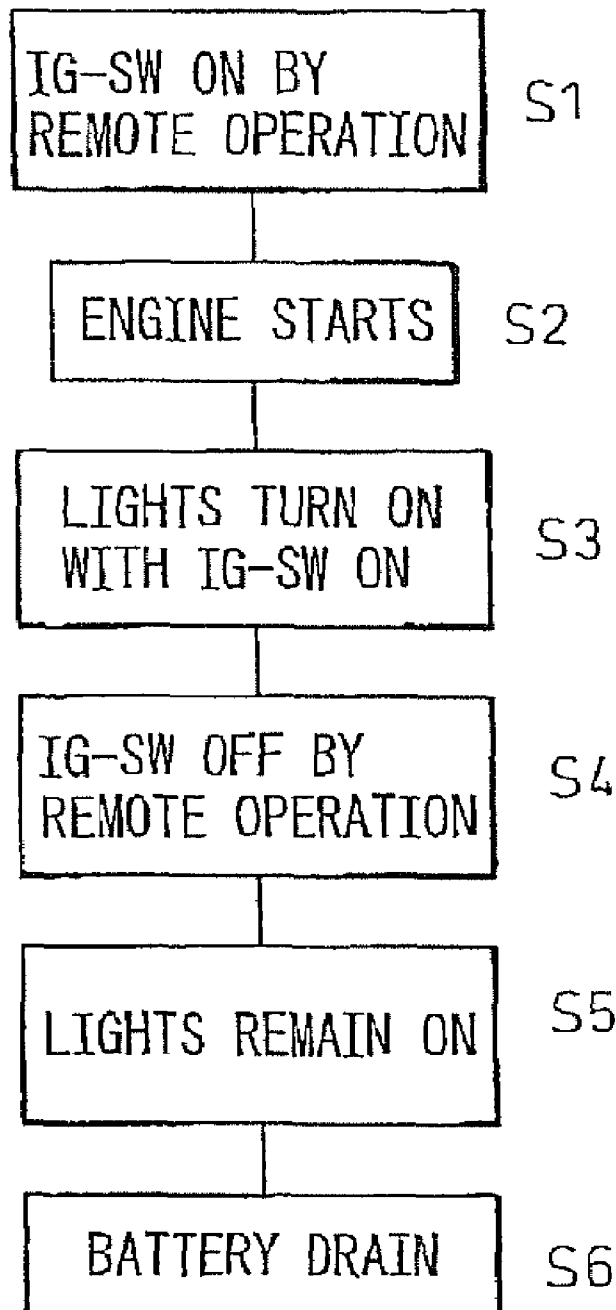 IG-SW ON BY
REMOTE OPERATION
S1
ENGINE STARTS
S2
LIGHTS TURN ON
WITH IG-SW ON
S3
IG-SW OFF BY
REMOTE OPERATION
S4
LIGHTS REMAIN ON
S5
BATTERY DRAIN
S6